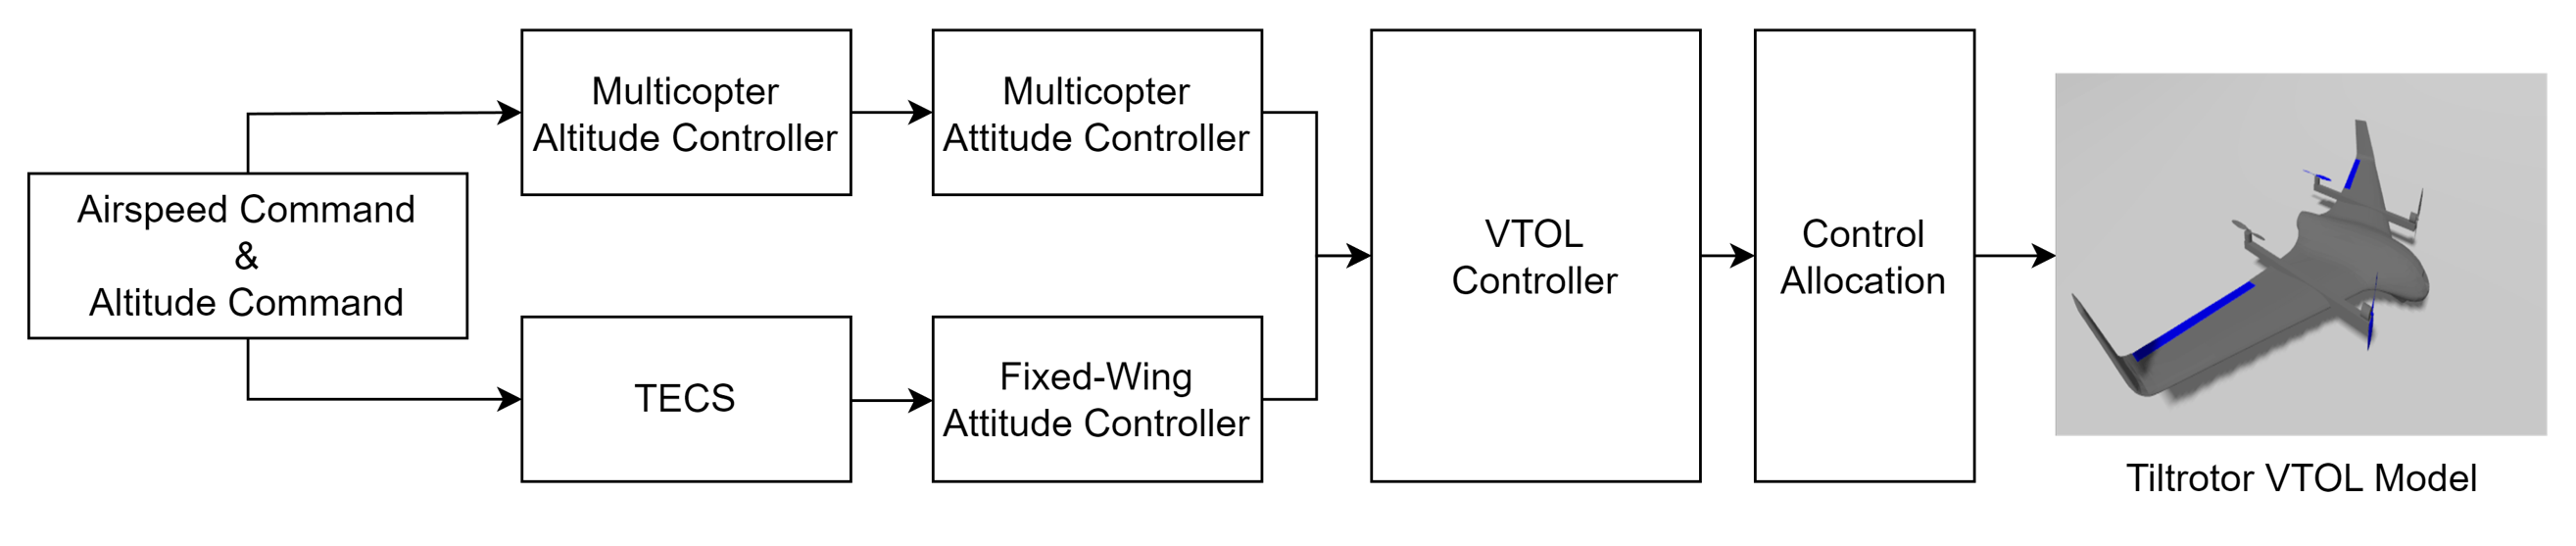 Airspeed Command
&
Altitude Command
Multicopter
Altitude Controller
Multicopter
Attitude Controller
TECS
Fixed-Wing
Attitude Controller
VTOL
Controller
Control
Allocation
Tiltrotor VTOL Model